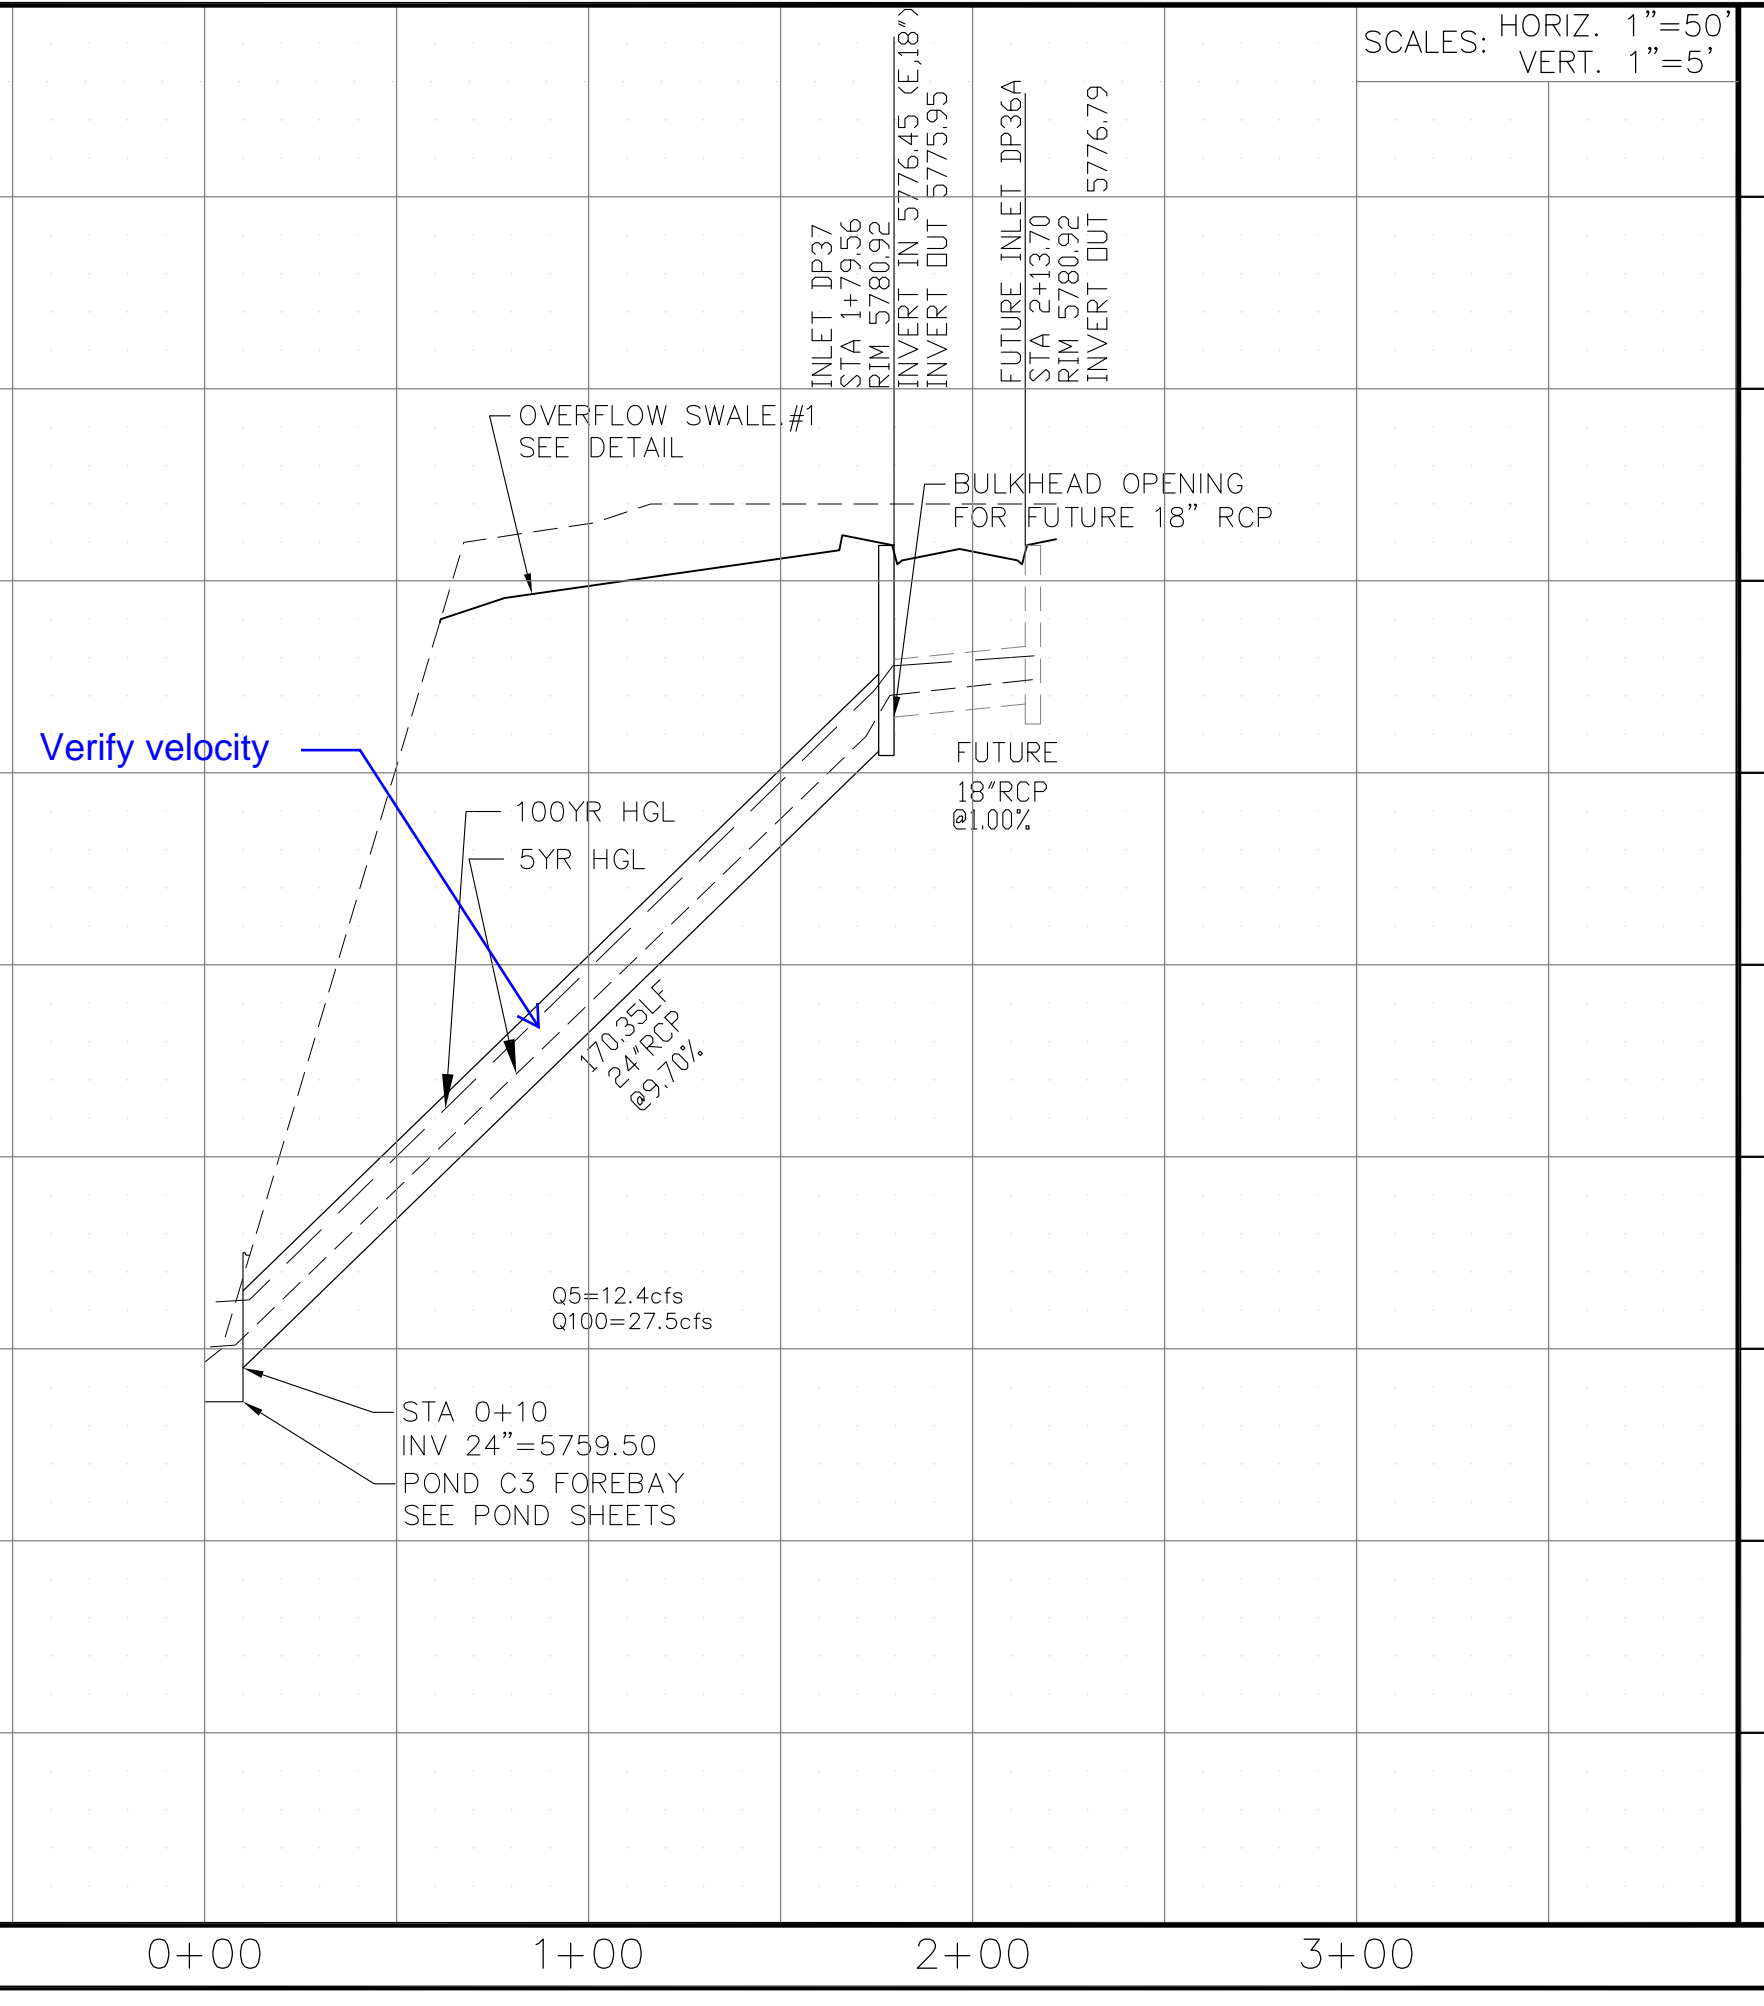 SCALES: HORIZ. 1"=50'
VERT. 1"=5'
INLET DP37
STA 1+79.56
RIM 5780.92
INVERT IN 5776.45 (E,18")
INVERT OUT 5775.95
FUTURE INLET DP36A
STA 2+13.70
RIM 5780.92
INVERT OUT 5776.79
OVERFLOW SWALE #1
SEE DETAIL
BULKHEAD OPENING
FOR FUTURE 18" RCP
Verify velocity
FUTURE
18"RCP
@1.00%
100YR HGL
5YR HGL
170.35LF
24"RCP
@9.70%
Q5=12.4cfs
Q100=27.5cfs
STA 0+10
INV 24"=5759.50
POND C3 FOREBAY
SEE POND SHEETS
0+00 1+00 2+00 3+00